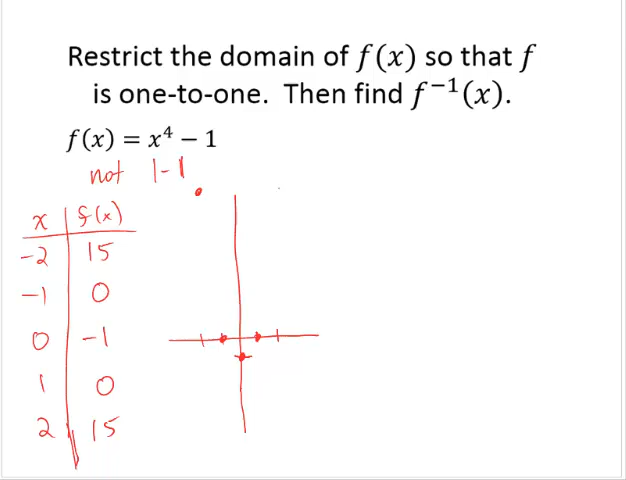 Restrict the domain of f(x) so that f
is one-to-one. Then find f⁻¹(x).
f(x) = x⁴ − 1
not 1-1
x f(x)
-2 15
-1 0
0 -1
1 0
2 15